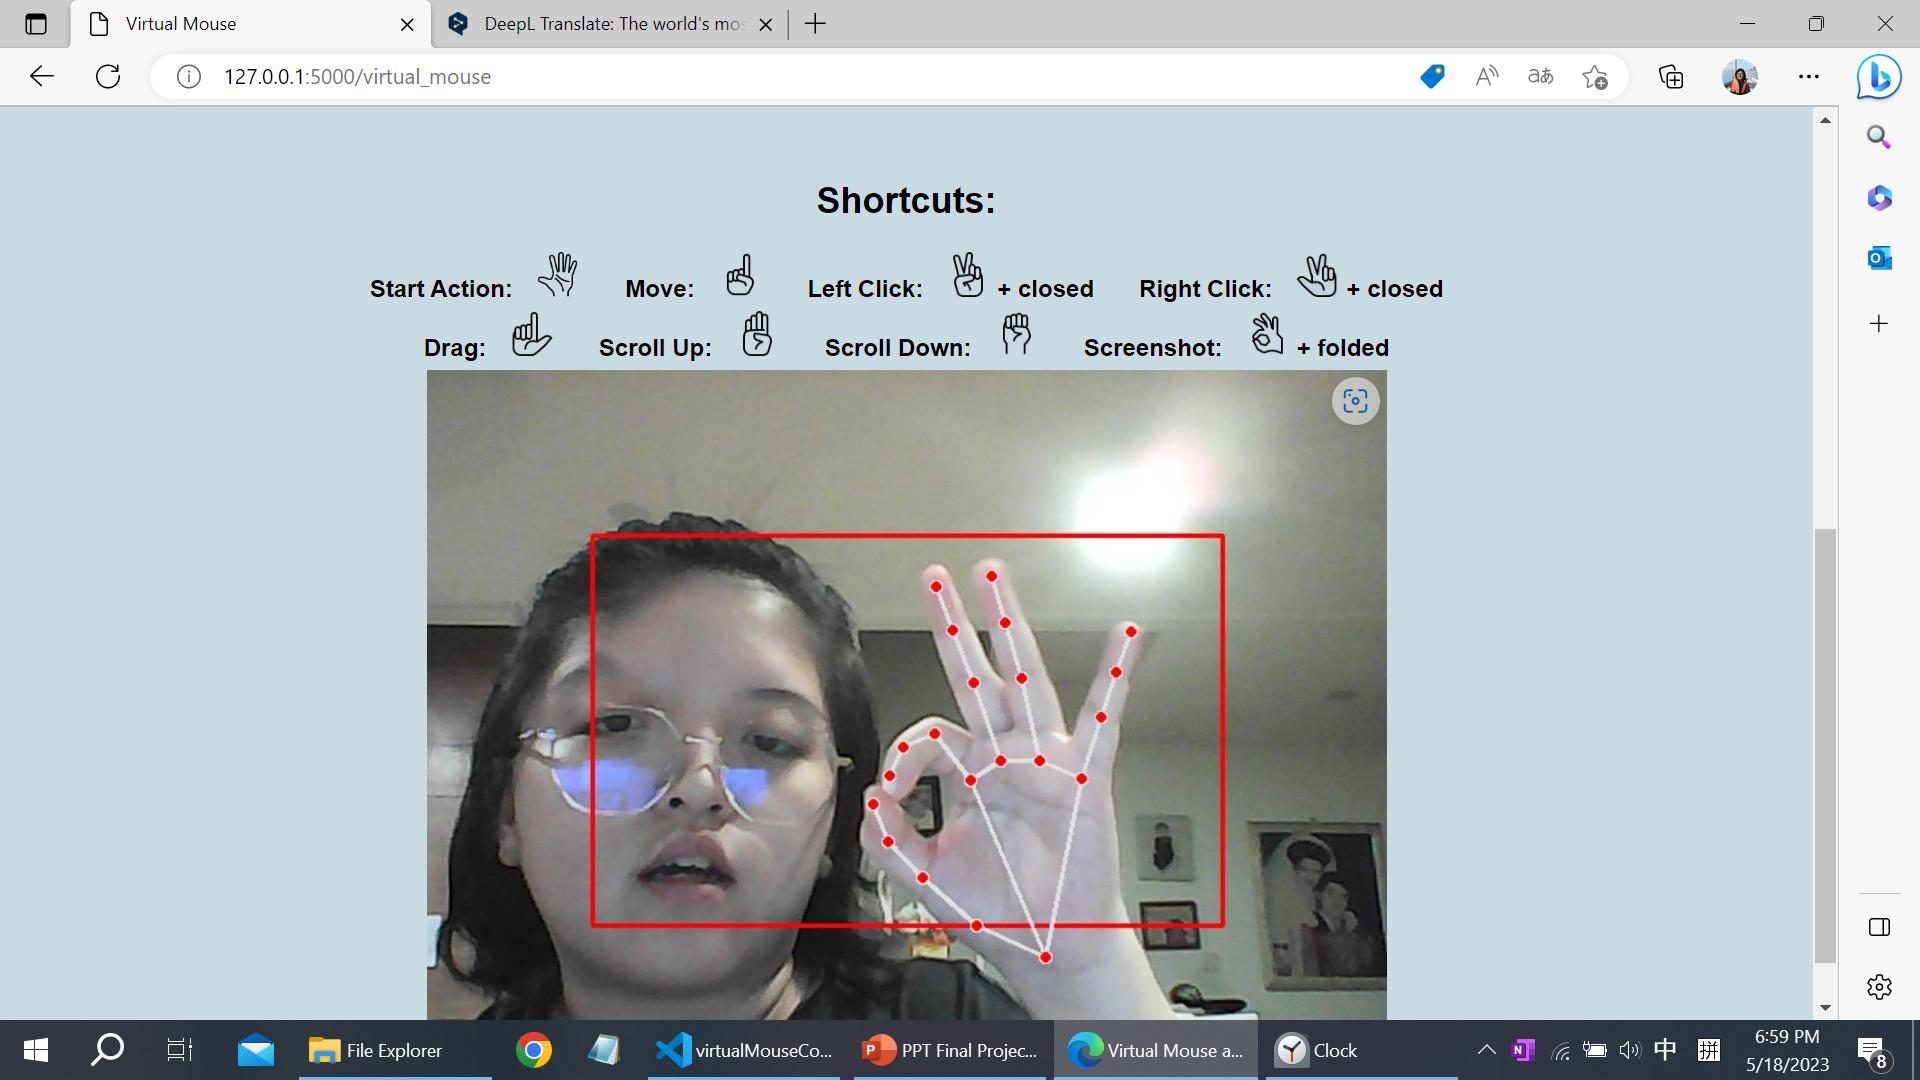 Virtual Mouse
DeepL Translate: The world's mos
127.0.0.1:5000/virtual_mouse
Shortcuts:
Start Action: Move: Left Click: + closed Right Click: + closed
Drag: Scroll Up: Scroll Down: Screenshot: + folded
File Explorer
virtualMouseCo...
PPT Final Projec...
Virtual Mouse a...
Clock
中
拼
6:59 PM
5/18/2023
8